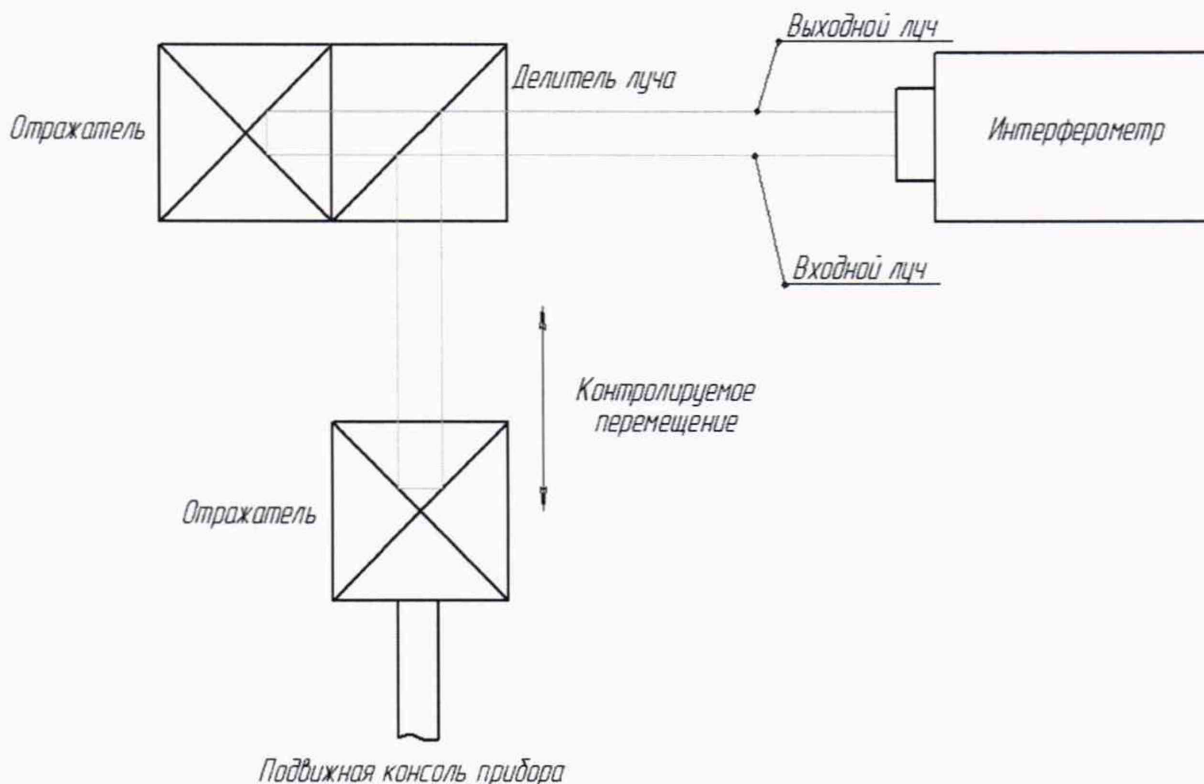 Выходной луч
Делитель луча
Отражатель
Интерферометр
Входной луч
Контролируемое
перемещение
Отражатель
Подвижная консоль прибора